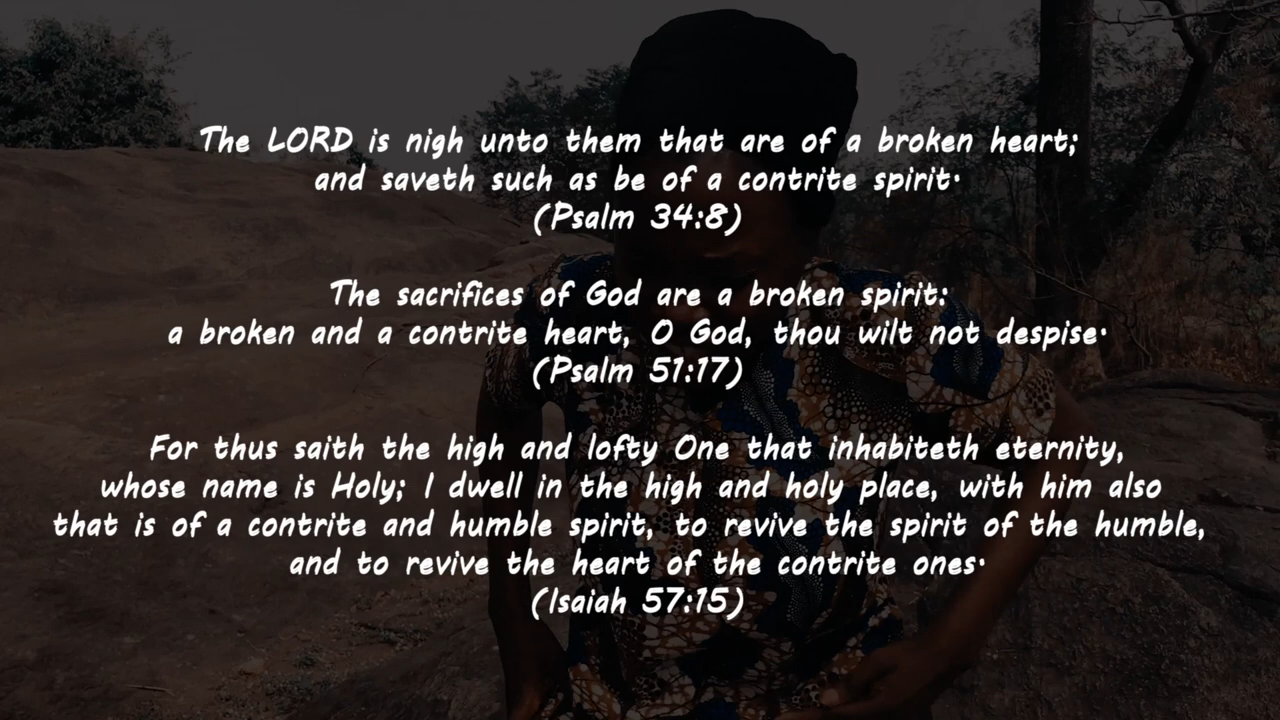 The LORD is nigh unto them that are of a broken heart;
and saveth such as be of a contrite spirit.
(Psalm 34:8)
The sacrifices of God are a broken spirit:
a broken and a contrite heart, O God, thou wilt not despise.
(Psalm 51:17)
For thus saith the high and lofty One that inhabiteth eternity,
whose name is Holy; I dwell in the high and holy place, with him also
that is of a contrite and humble spirit, to revive the spirit of the humble,
and to revive the heart of the contrite ones.
(Isaiah 57:15)